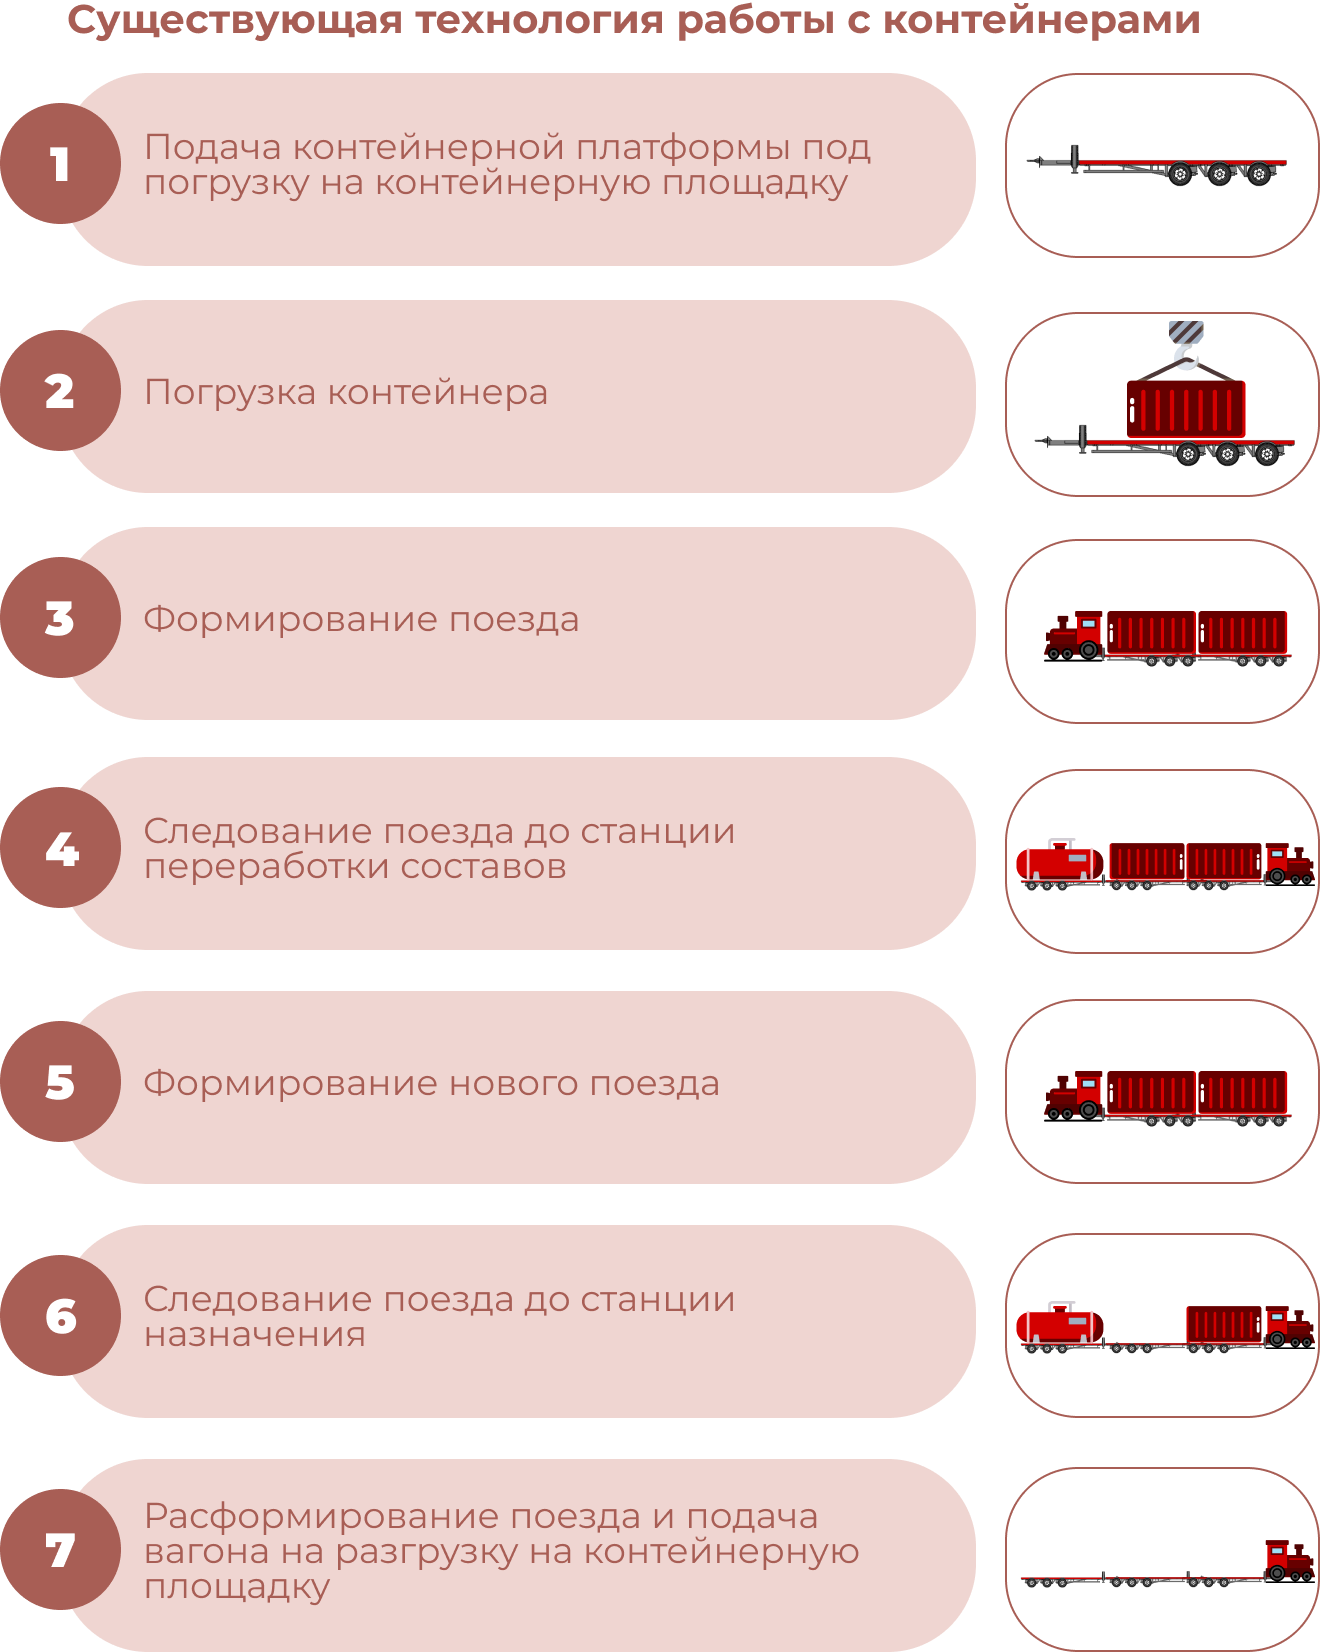 Существующая технология работы с контейнерами
1
Подача контейнерной платформы под
погрузку на контейнерную площадку
2
Погрузка контейнера
3
Формирование поезда
4
Следование поезда до станции
переработки составов
5
Формирование нового поезда
6
Следование поезда до станции
назначения
7
Расформирование поезда и подача
вагона на разгрузку на контейнерную
площадку